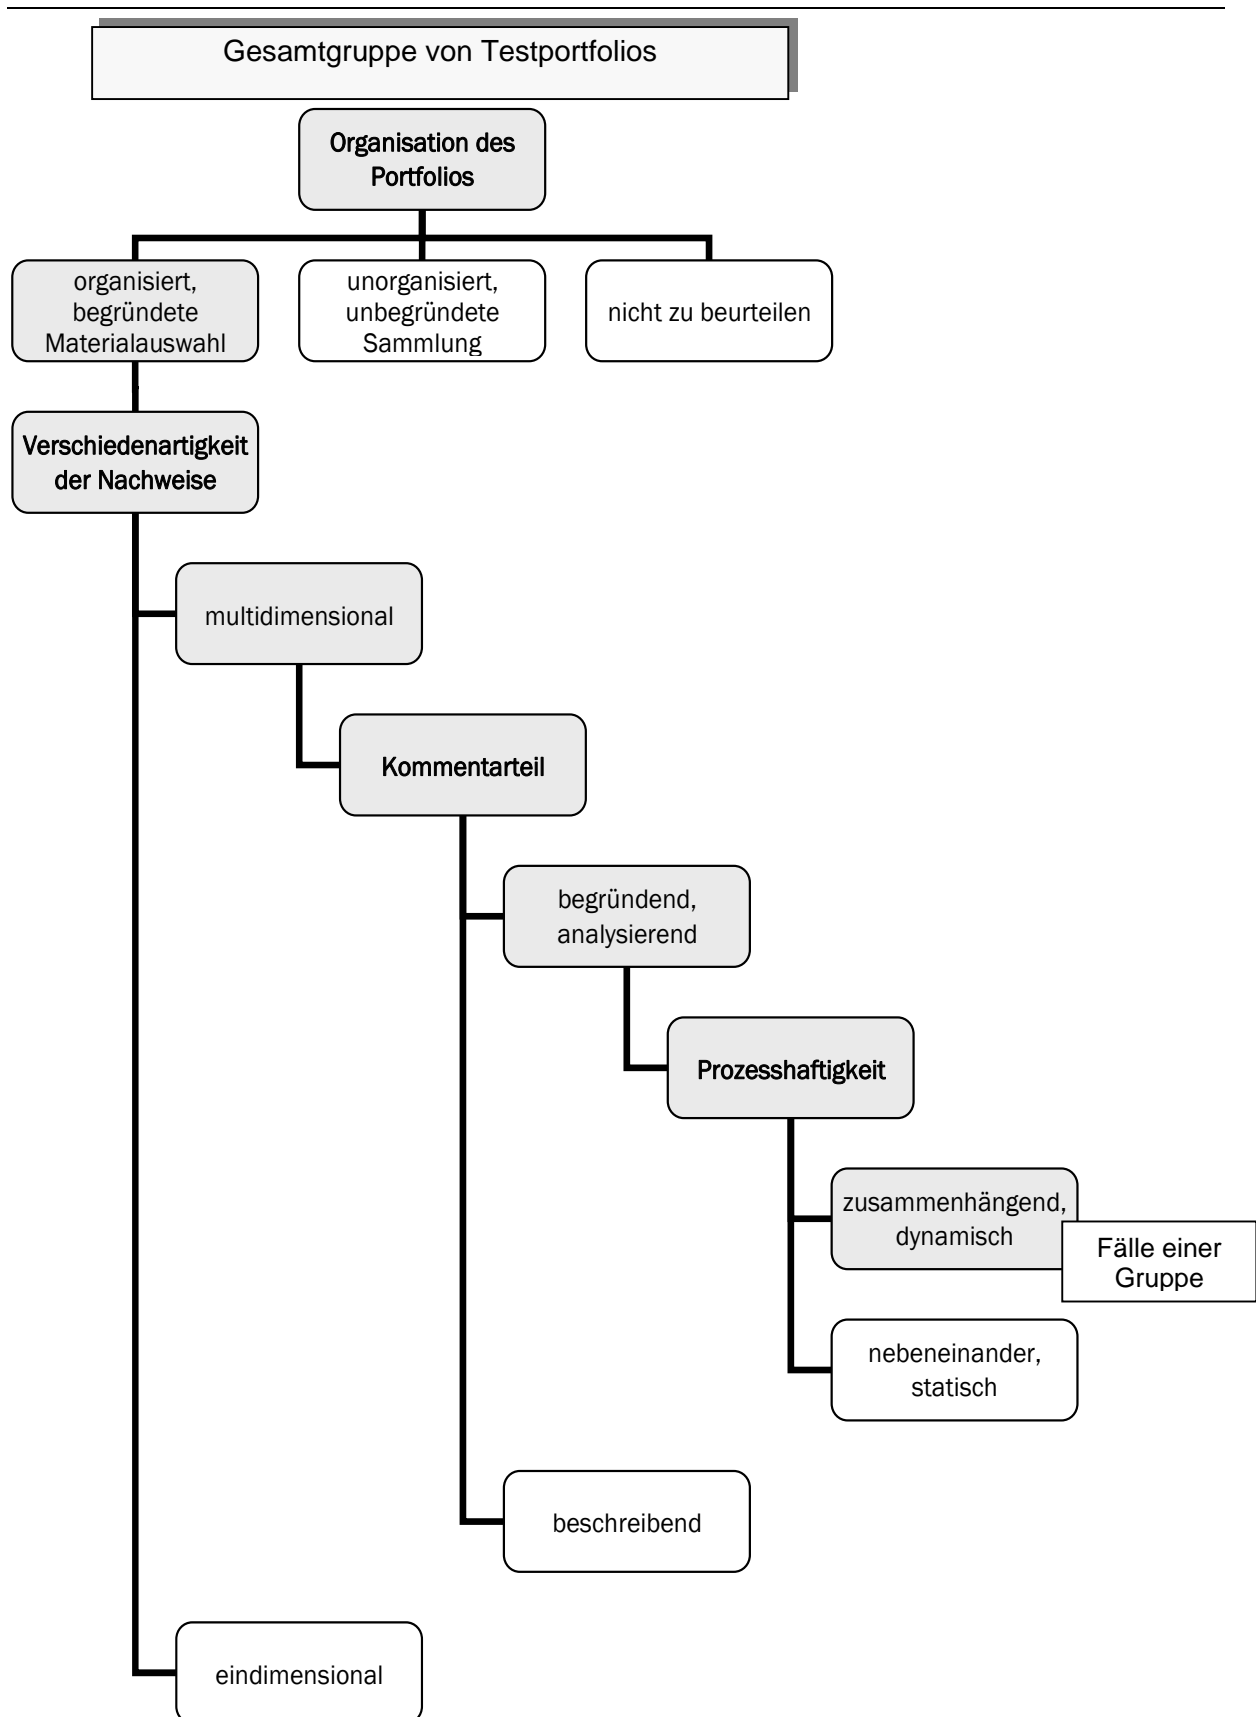 Gesamtgruppe von Testportfolios
Organisation des
Portfolios
organisiert,
begründete
Materialauswahl
unorganisiert,
unbegründete
Sammlung
nicht zu beurteilen
Verschiedenartigkeit
der Nachweise
multidimensional
Kommentarteil
begründend,
analysierend
Prozesshaftigkeit
zusammenhängend,
dynamisch
Fälle einer
Gruppe
nebeneinander,
statisch
beschreibend
eindimensional